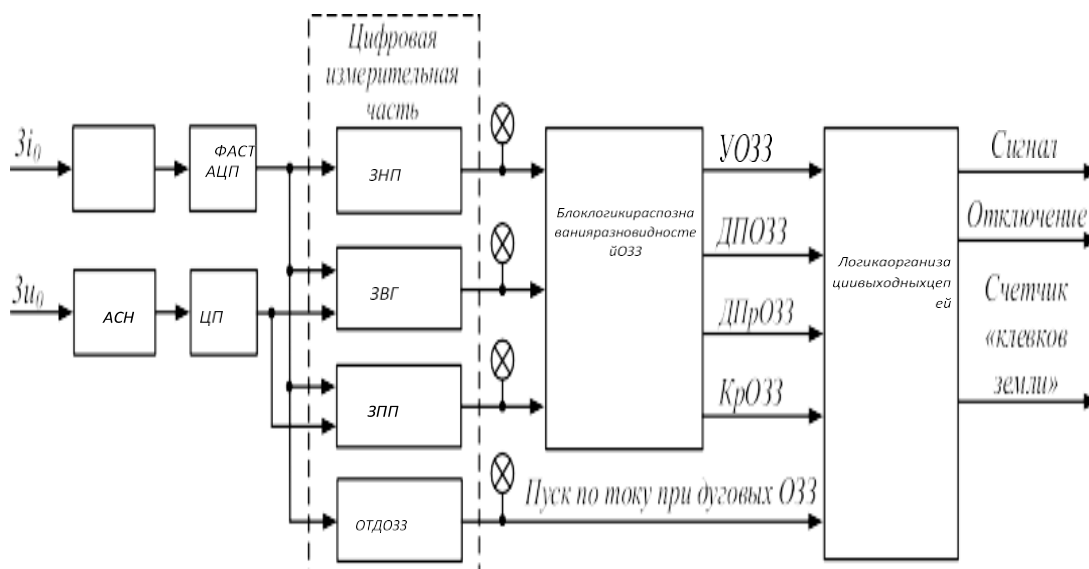 Цифровая
измерительная
часть
3i₀
ФАСТ
АЦП
ЗНП
УОЗЗ
Сигнал
Блоклогикираспозна
ванияразновидносте
йОЗЗ
ДПОЗЗ
Отключение
ЗВГ
Логикаорганиза
циивыходныхцеп
ей
3u₀
АСН
ЦП
ДПрОЗЗ
Счетчик
«клевков
земли»
ЗПП
КрОЗЗ
ОТДОЗЗ
Пуск по току при дуговых ОЗЗ